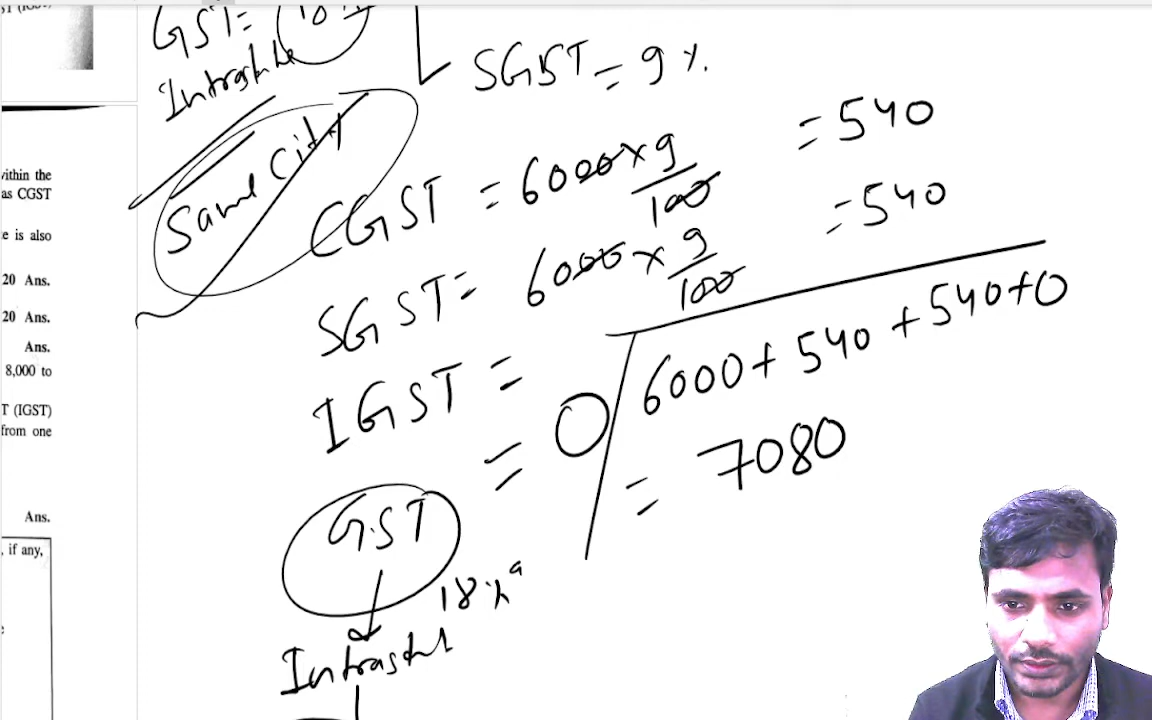 within the
as CGST
e is also
20 Ans.
20 Ans.
Ans.
8,000 to
T (IGST)
from one
Ans.
, if any,
GST =
Intrastate
SGST = 9%.
Same City
CGST = 6000 x 9/100 = 540
SGST = 6000 x 9/100 = 540
IGST = = 0
6000 + 540 + 540 + 0
= 7080
GST
18%
Intrastat